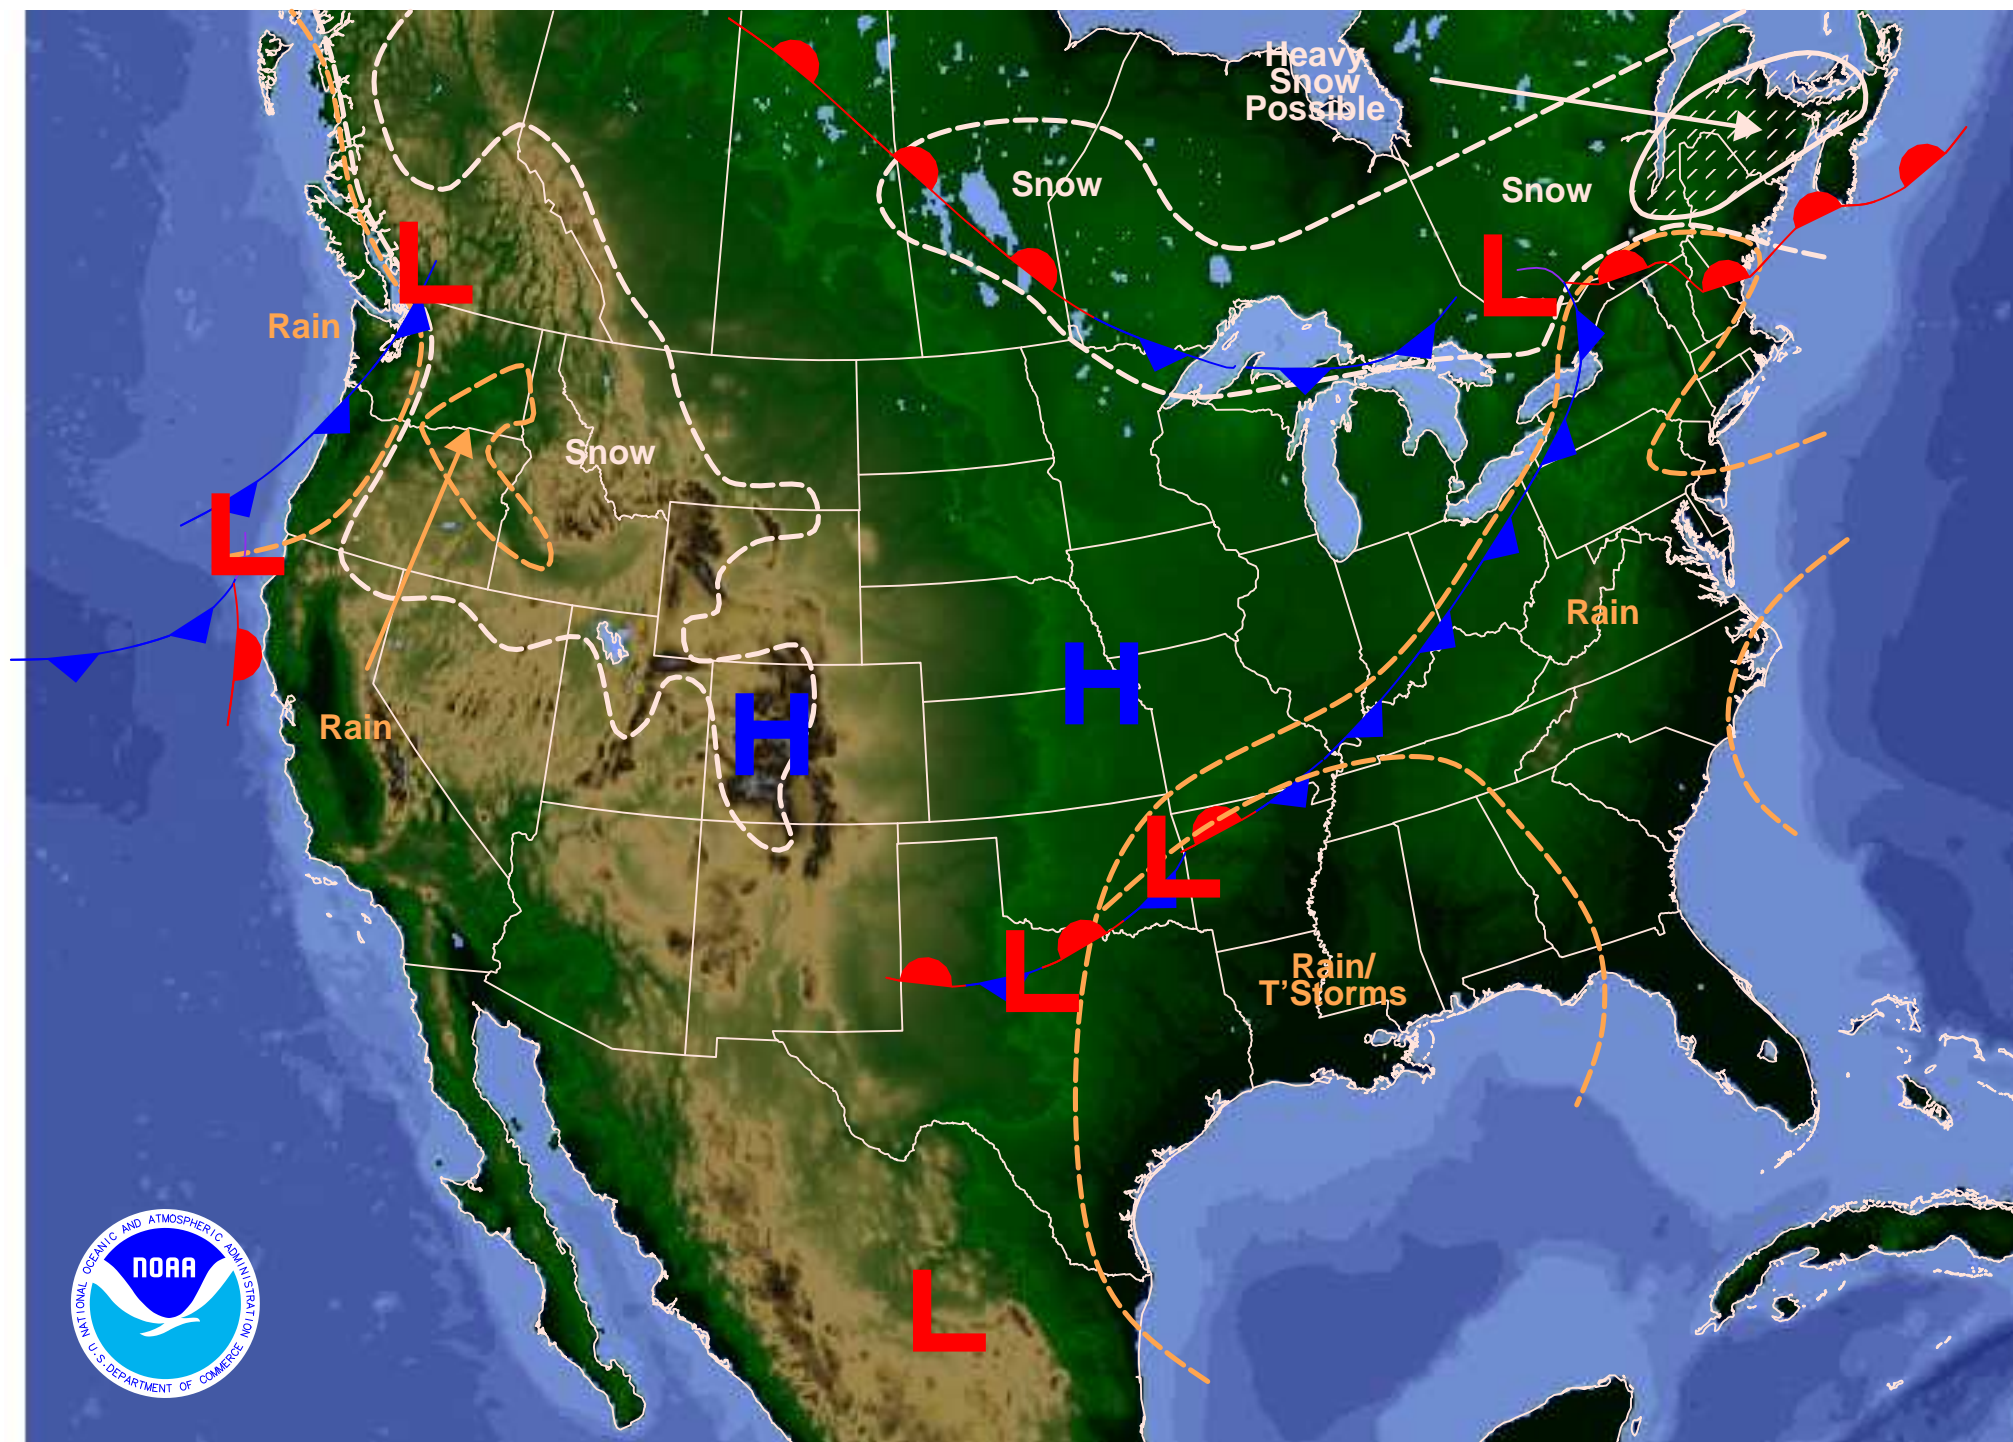 Heavy
Snow
Possible
Snow
Snow
L
L
Rain
Snow
L
Rain
H
H
Rain
L
L
Rain/
T'Storms
L
NATIONAL OCEANIC AND ATMOSPHERIC ADMINISTRATION
NOAA
U.S. DEPARTMENT OF COMMERCE